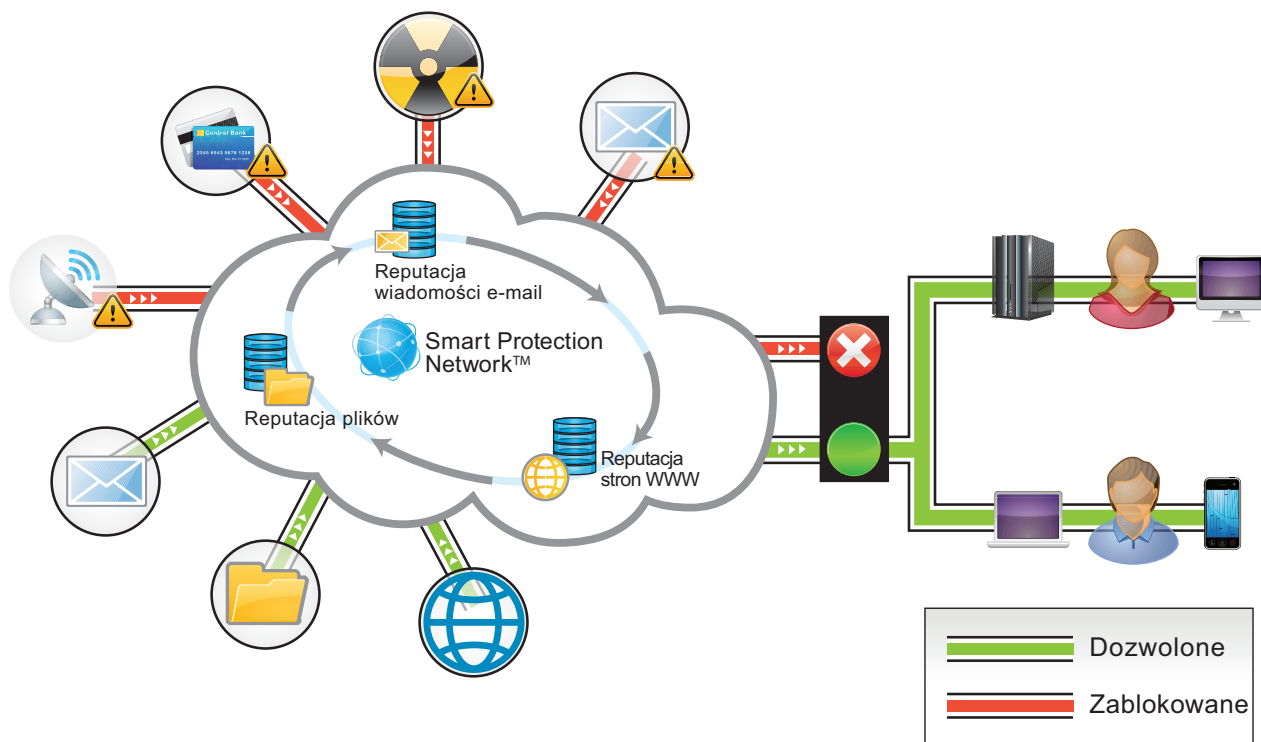 Central Bank
Reputacja
wiadomości e-mail
Smart Protection
Network™
Reputacja plików
Reputacja
stron WWW
Dozwolone
Zablokowane